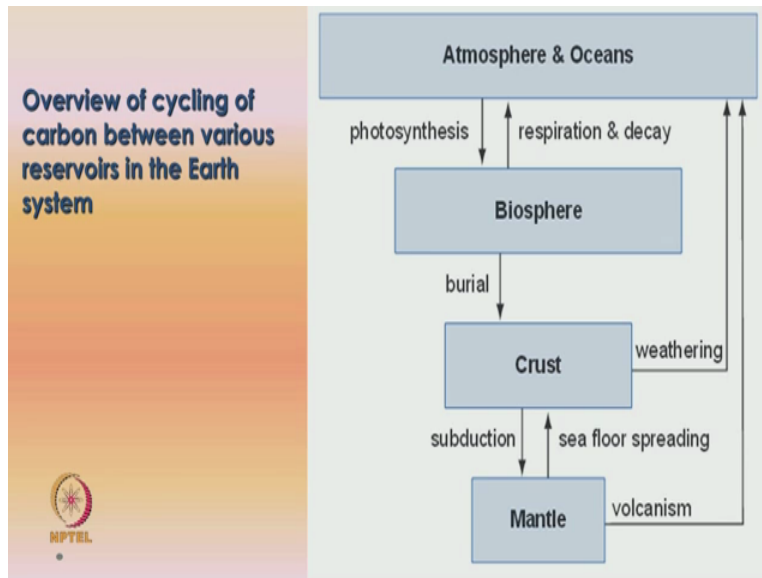 Overview of cycling of
carbon between various
reservoirs in the Earth
system
Atmosphere & Oceans
photosynthesis
respiration & decay
Biosphere
burial
Crust
weathering
subduction
sea floor spreading
Mantle
volcanism
NPTEL